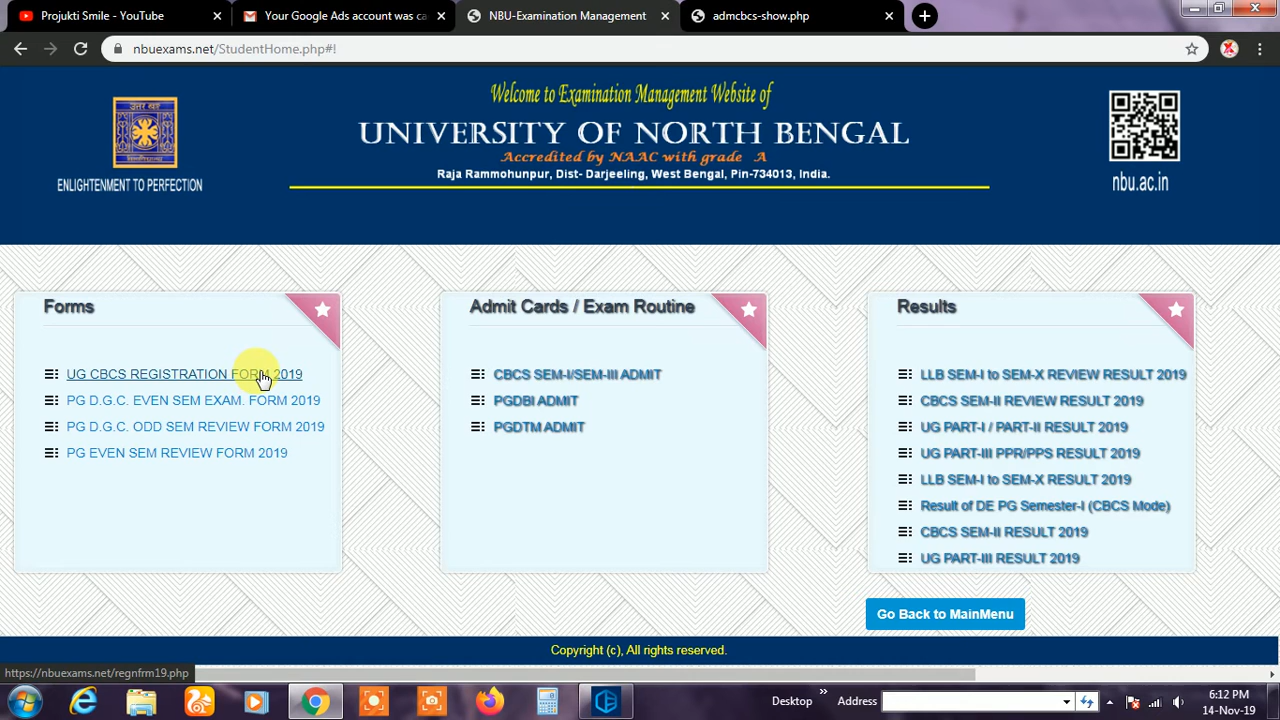 Projukti Smile - YouTube
Your Google Ads account was ca
NBU-Examination Management
admcbcs-show.php
nbuexams.net/StudentHome.php#!
Welcome to Examination Management Website of
UNIVERSITY OF NORTH BENGAL
Accredited by NAAC with grade A
Raja Rammohunpur, Dist- Darjeeling, West Bengal, Pin-734013, India.
ENLIGHTENMENT TO PERFECTION
nbu.ac.in
Forms
UG CBCS REGISTRATION FORM 2019
PG D.G.C. EVEN SEM EXAM. FORM 2019
PG D.G.C. ODD SEM REVIEW FORM 2019
PG EVEN SEM REVIEW FORM 2019
Admit Cards / Exam Routine
CBCS SEM-I/SEM-III ADMIT
PGDBI ADMIT
PGDTM ADMIT
Results
LLB SEM-I to SEM-X REVIEW RESULT 2019
CBCS SEM-II REVIEW RESULT 2019
UG PART-I / PART-II RESULT 2019
UG PART-III PPR/PPS RESULT 2019
LLB SEM-I to SEM-X RESULT 2019
Result of DE PG Semester-I (CBCS Mode)
CBCS SEM-II RESULT 2019
UG PART-III RESULT 2019
Go Back to MainMenu
Copyright (c), All rights reserved.
https://nbuexams.net/regnfrm19.php
Desktop
Address
6:12 PM
14-Nov-19